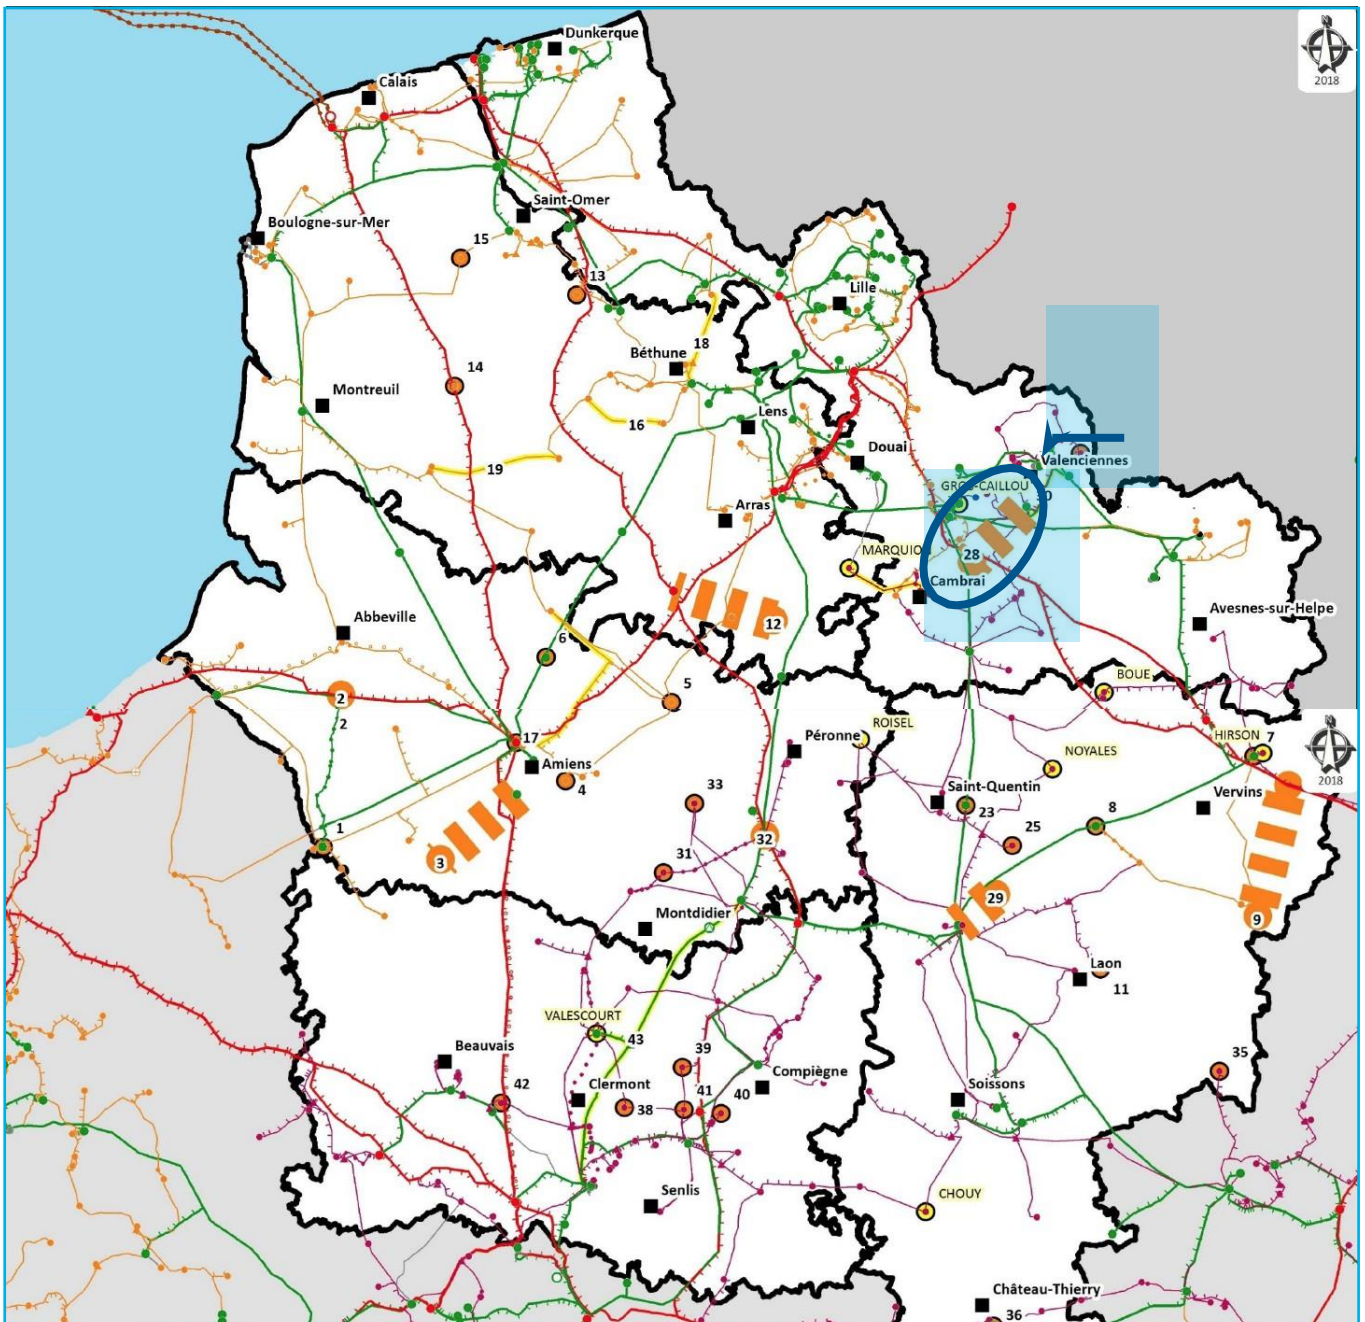 Dunkerque
N
2018
Calais
Saint-Omer
Boulogne-sur-Mer
15
13
Lille
18
Béthune
14
Montreuil
Lens
16
Douai
Valenciennes
19
GROS-CAILLOU
30
Arras
MARQUION
28
Cambrai
Avesnes-sur-Helpe
Abbeville
12
6
BOUE
2
5
2
ROISEL
HIRSON
7
17
Péronne
NOYALES
N
2018
Amiens
4
33
Saint-Quentin
Vervins
23
8
1
25
32
3
31
29
9
Montdidier
Laon
11
VALESCOURT
43
Beauvais
39
Compiègne
35
42
Clermont
41
40
Soissons
38
Senlis
CHOUY
Château-Thierry
36